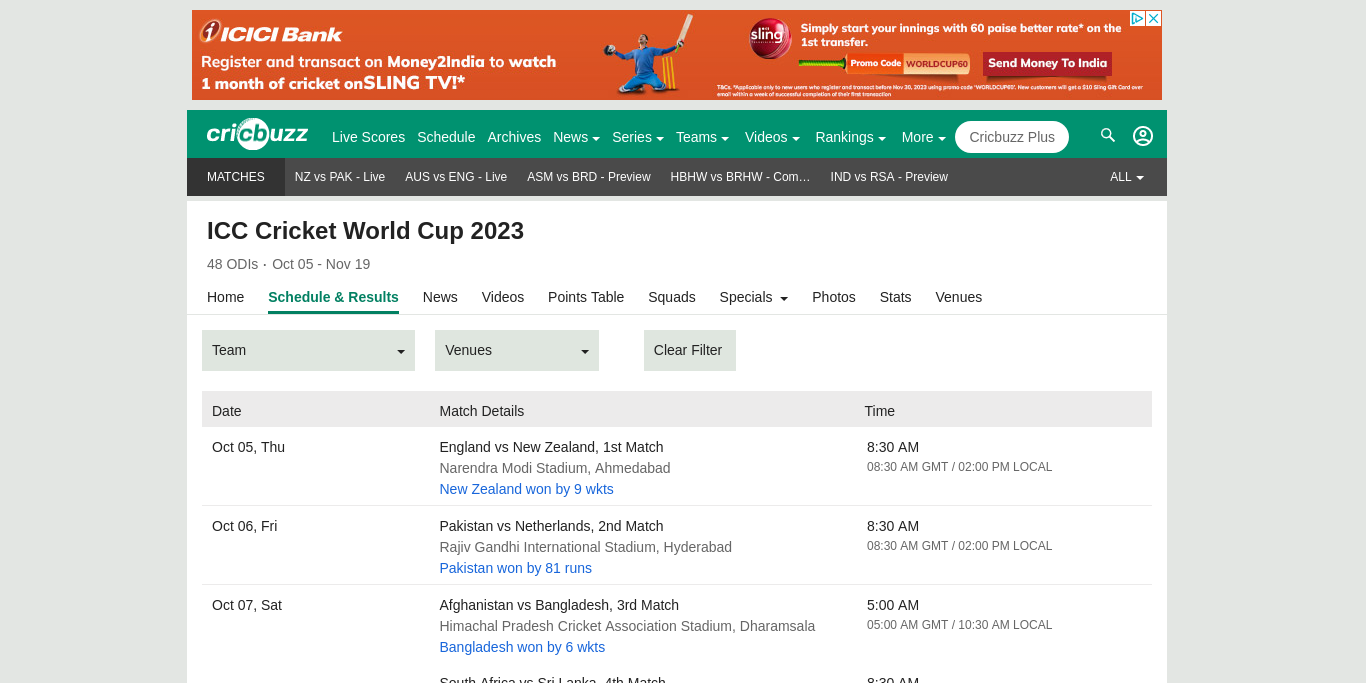 ICICI Bank
Register and transact on Money2India to watch
1 month of cricket on SLING TV!*
sling
Simply start your innings with 60 paise better rate* on the
1st transfer.
Promo Code WORLDCUP60
Send Money To India
T&Cs. *Applicable only to new users who register and transact before Nov 30, 2023 using promo code 'WORLDCUP60'. New customers will get a $10 Sling Gift Card over
email within a week of successful completion of their first transaction
cricbuzz
Live Scores Schedule Archives News Series Teams Videos Rankings More Cricbuzz Plus
MATCHES NZ vs PAK - Live AUS vs ENG - Live ASM vs BRD - Preview HBHW vs BRHW - Com… IND vs RSA - Preview ALL
ICC Cricket World Cup 2023
48 ODIs · Oct 05 - Nov 19
Home Schedule & Results News Videos Points Table Squads Specials Photos Stats Venues
Team Venues Clear Filter
Date Match Details Time
Oct 05, Thu England vs New Zealand, 1st Match 8:30 AM
Narendra Modi Stadium, Ahmedabad 08:30 AM GMT / 02:00 PM LOCAL
New Zealand won by 9 wkts
Oct 06, Fri Pakistan vs Netherlands, 2nd Match 8:30 AM
Rajiv Gandhi International Stadium, Hyderabad 08:30 AM GMT / 02:00 PM LOCAL
Pakistan won by 81 runs
Oct 07, Sat Afghanistan vs Bangladesh, 3rd Match 5:00 AM
Himachal Pradesh Cricket Association Stadium, Dharamsala 05:00 AM GMT / 10:30 AM LOCAL
Bangladesh won by 6 wkts
South Africa vs Sri Lanka, 4th Match 8:30 AM